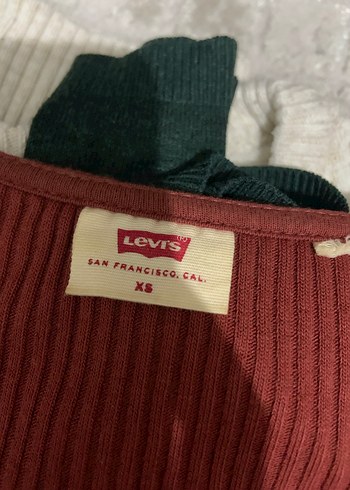 LEVI'S
SAN FRANCISCO, CAL.
XS